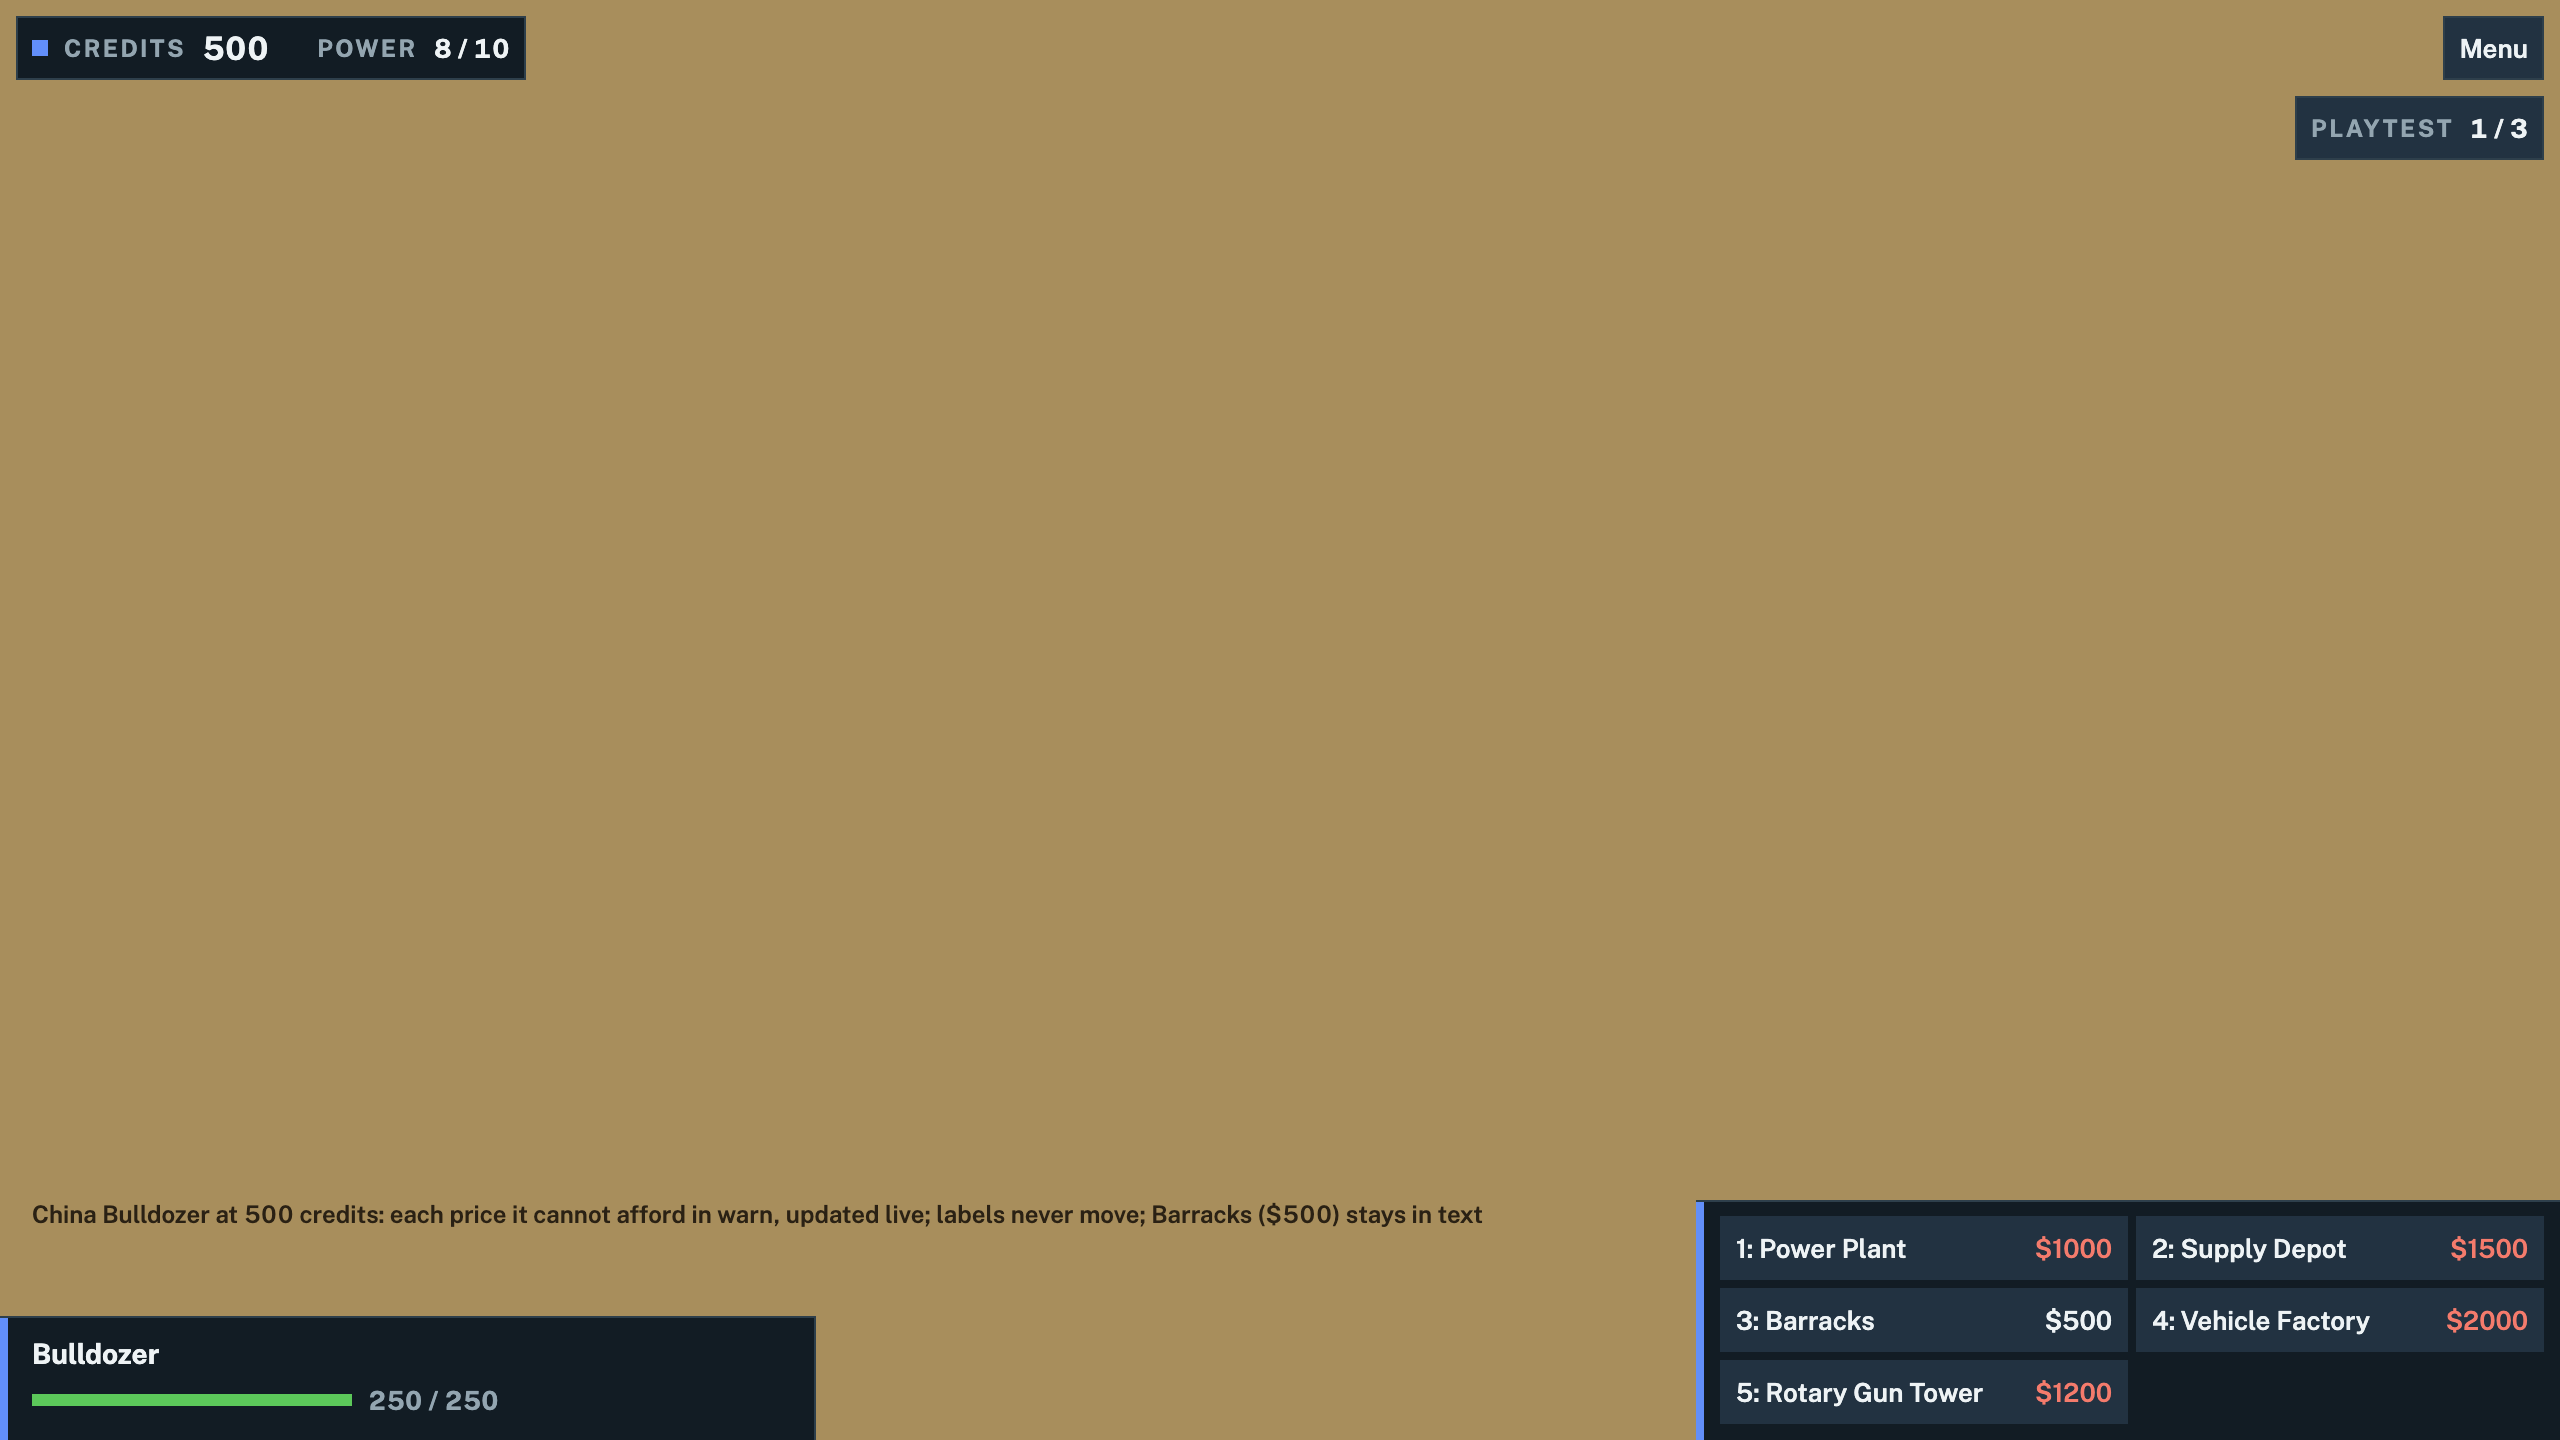 CREDITS 500 POWER 8 / 10
Menu
PLAYTEST 1 / 3
China Bulldozer at 500 credits: each price it cannot afford in warn, updated live; labels never move; Barracks ($500) stays in text
Bulldozer
250 / 250
1: Power Plant $1000
2: Supply Depot $1500
3: Barracks $500
4: Vehicle Factory $2000
5: Rotary Gun Tower $1200